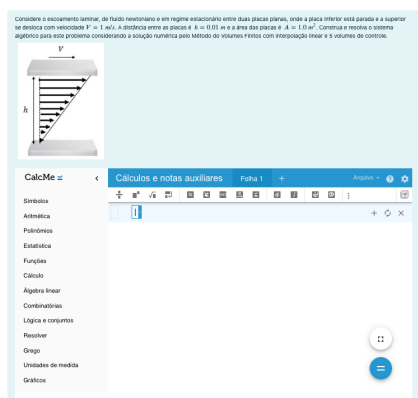 Considere o escoamento laminar, de fluido newtoniano e em regime estacionário entre duas placas planas, onde a placa inferior está parada e a superior
se desloca com velocidade V = 1 m/s. A distância entre as placas é h = 0.01 m e a área das placas é A = 1.0 m². Construa e resolva o sistema
algébrico para este problema considerando a solução numérica pelo Método do Volumes Finitos com interpolação linear e 5 volumes de controle.
V
h
CalcMe
Cálculos e notas auxiliares Folha 1 + Arquivo
Símbolos
Aritmética
Polinômios
Estatística
Funções
Cálculo
Álgebra linear
Combinatórias
Lógica e conjuntos
Resolver
Grego
Unidades de medida
Gráficos